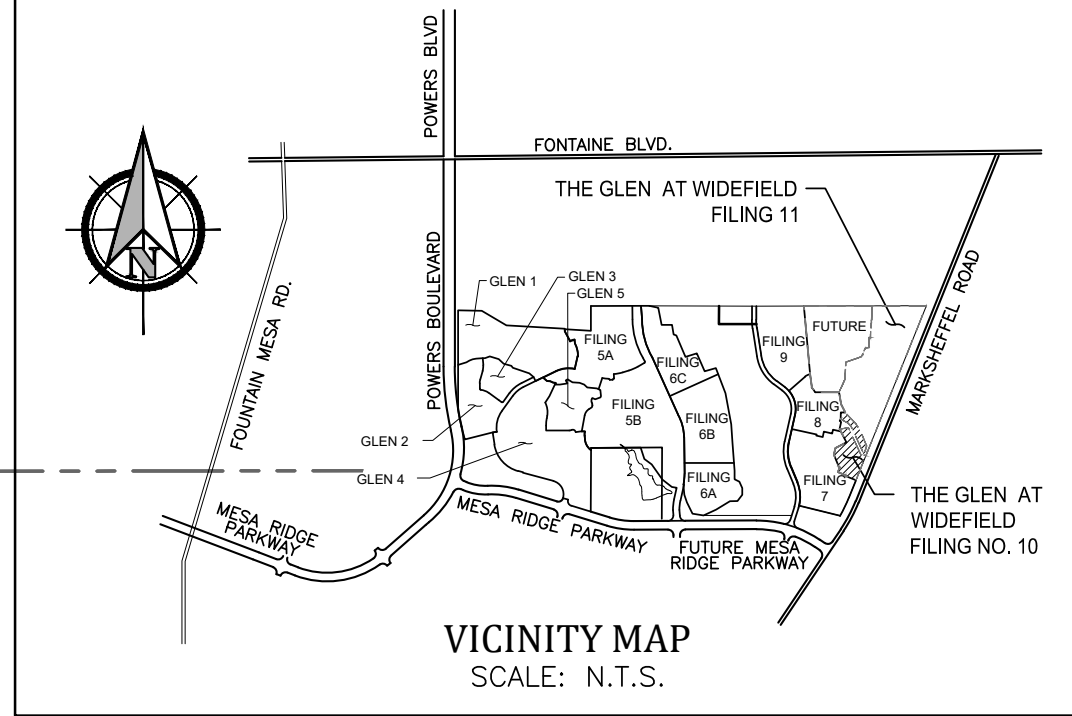 POWERS BLVD
FONTAINE BLVD.
THE GLEN AT WIDEFIELD
FILING 11
N
FOUNTAIN MESA RD.
POWERS BOULEVARD
MARKSHEFFEL ROAD
GLEN 1
GLEN 3
GLEN 5
FILING
5A
FILING
6C
FILING
9
FUTURE
GLEN 2
FILING
5B
FILING
6B
FILING
8
GLEN 4
FILING
6A
FILING
7
THE GLEN AT
WIDEFIELD
FILING NO. 10
MESA RIDGE
PARKWAY
MESA RIDGE PARKWAY
FUTURE MESA
RIDGE PARKWAY
VICINITY MAP
SCALE: N.T.S.